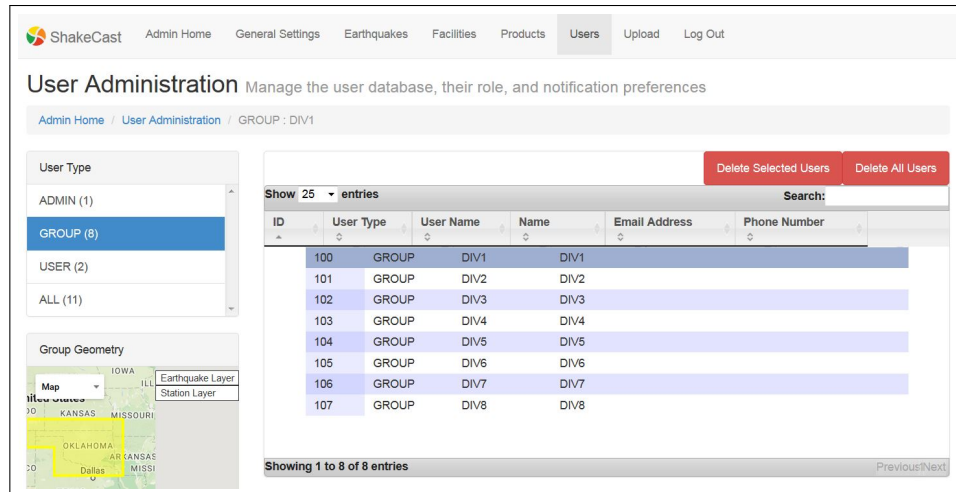 ShakeCast Admin Home General Settings Earthquakes Facilities Products Users Upload Log Out
User Administration Manage the user database, their role, and notification preferences
Admin Home / User Administration / GROUP : DIV1
User Type
ADMIN (1)
GROUP (8)
USER (2)
ALL (11)
Group Geometry
Map
IOWA
ILL
Earthquake Layer
Station Layer
KANSAS MISSOURI
OKLAHOMA
ARKANSAS
Dallas MISSI
Delete Selected Users Delete All Users
Show 25 entries Search:
ID User Type User Name Name Email Address Phone Number
100 GROUP DIV1 DIV1
101 GROUP DIV2 DIV2
102 GROUP DIV3 DIV3
103 GROUP DIV4 DIV4
104 GROUP DIV5 DIV5
105 GROUP DIV6 DIV6
106 GROUP DIV7 DIV7
107 GROUP DIV8 DIV8
Showing 1 to 8 of 8 entries Previous1Next